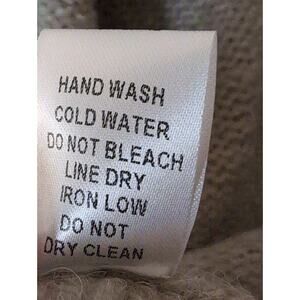 HAND WASH
COLD WATER
DO NOT BLEACH
LINE DRY
IRON LOW
DO NOT
DRY CLEAN